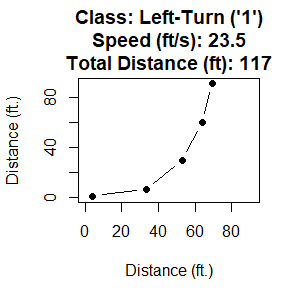 Class: Left-Turn ('1')
Speed (ft/s): 23.5
Total Distance (ft): 117
Distance (ft.)
80
40
0
0 20 40 60 80
Distance (ft.)